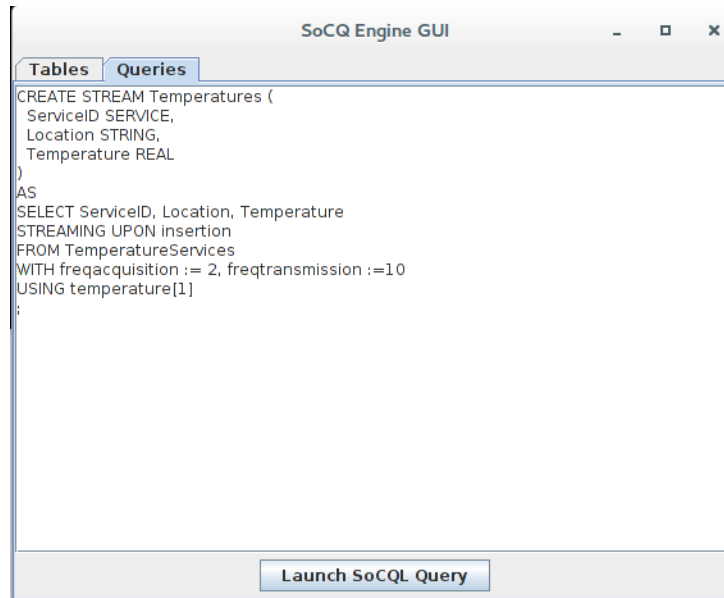 SoCQ Engine GUI
Tables Queries
CREATE STREAM Temperatures (
ServiceID SERVICE,
Location STRING,
Temperature REAL
)
AS
SELECT ServiceID, Location, Temperature
STREAMING UPON insertion
FROM TemperatureServices
WITH freqacquisition := 2, freqtransmission :=10
USING temperature[1]
;
Launch SoCQL Query